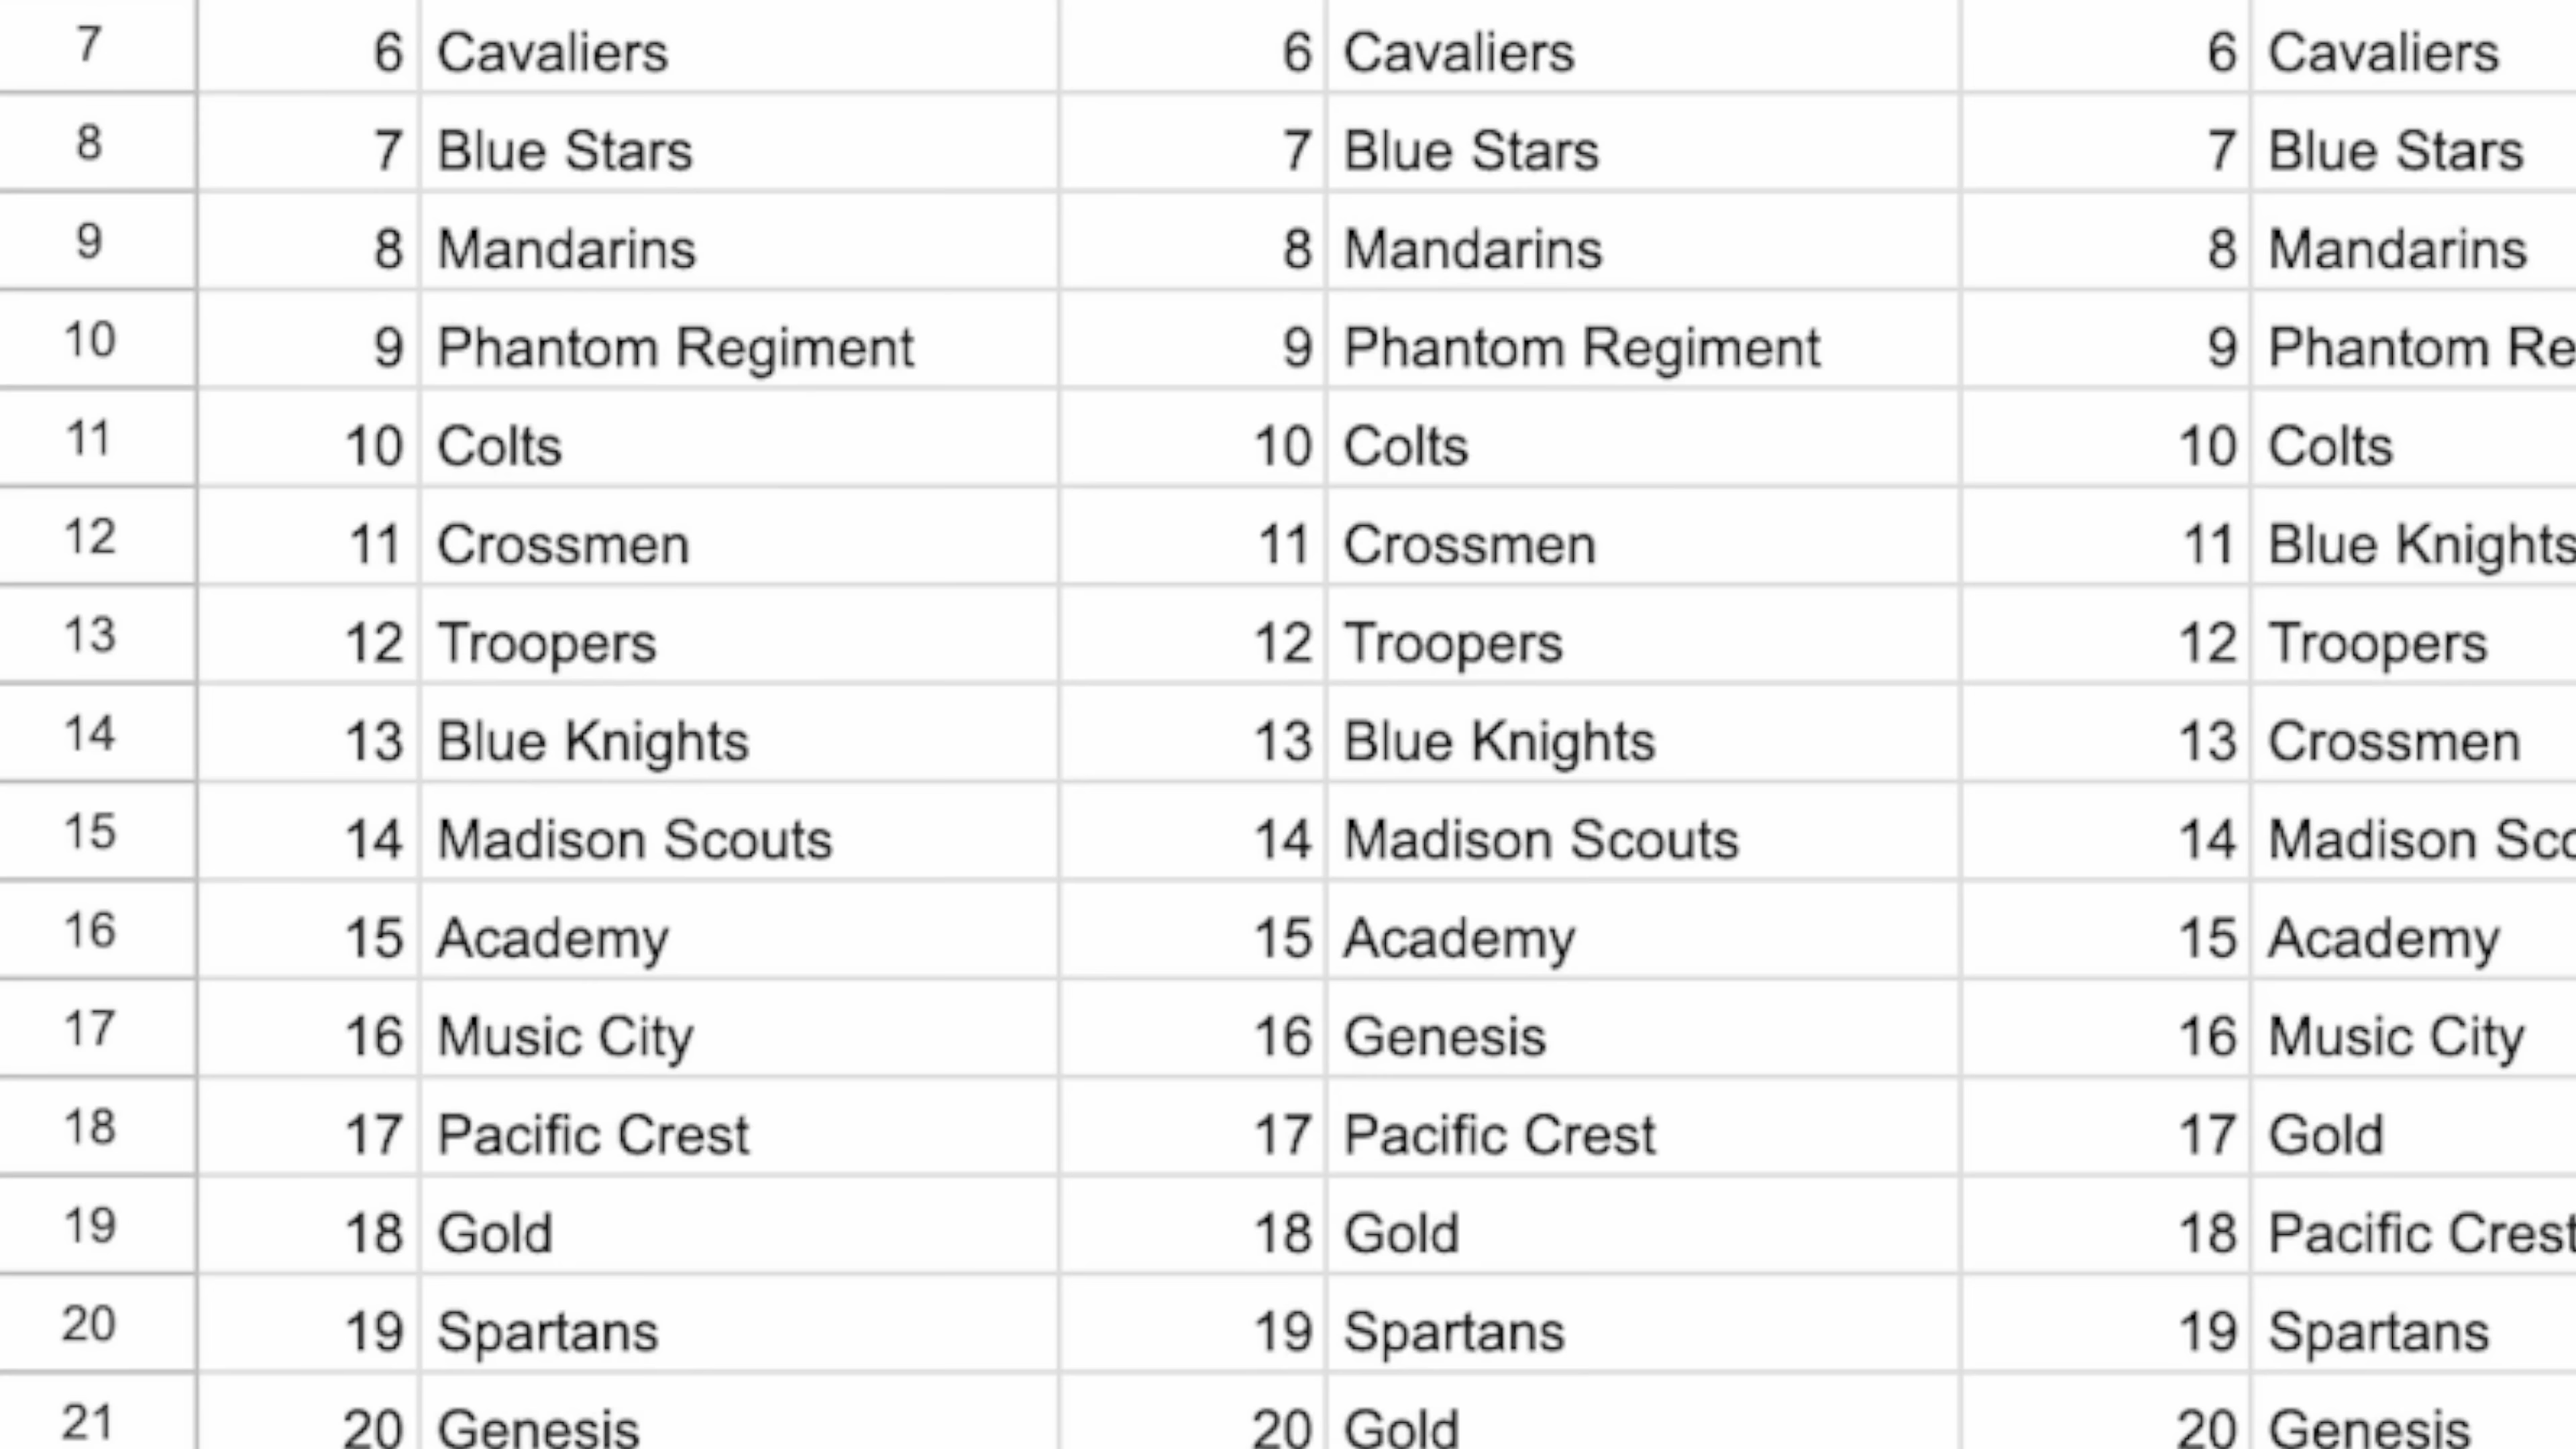 7 6 Cavaliers 6 Cavaliers 6 Cavaliers
8 7 Blue Stars 7 Blue Stars 7 Blue Stars
9 8 Mandarins 8 Mandarins 8 Mandarins
10 9 Phantom Regiment 9 Phantom Regiment 9 Phantom Re
11 10 Colts 10 Colts 10 Colts
12 11 Crossmen 11 Crossmen 11 Blue Knights
13 12 Troopers 12 Troopers 12 Troopers
14 13 Blue Knights 13 Blue Knights 13 Crossmen
15 14 Madison Scouts 14 Madison Scouts 14 Madison Sco
16 15 Academy 15 Academy 15 Academy
17 16 Music City 16 Genesis 16 Music City
18 17 Pacific Crest 17 Pacific Crest 17 Gold
19 18 Gold 18 Gold 18 Pacific Crest
20 19 Spartans 19 Spartans 19 Spartans
21 20 Genesis 20 Gold 20 Genesis